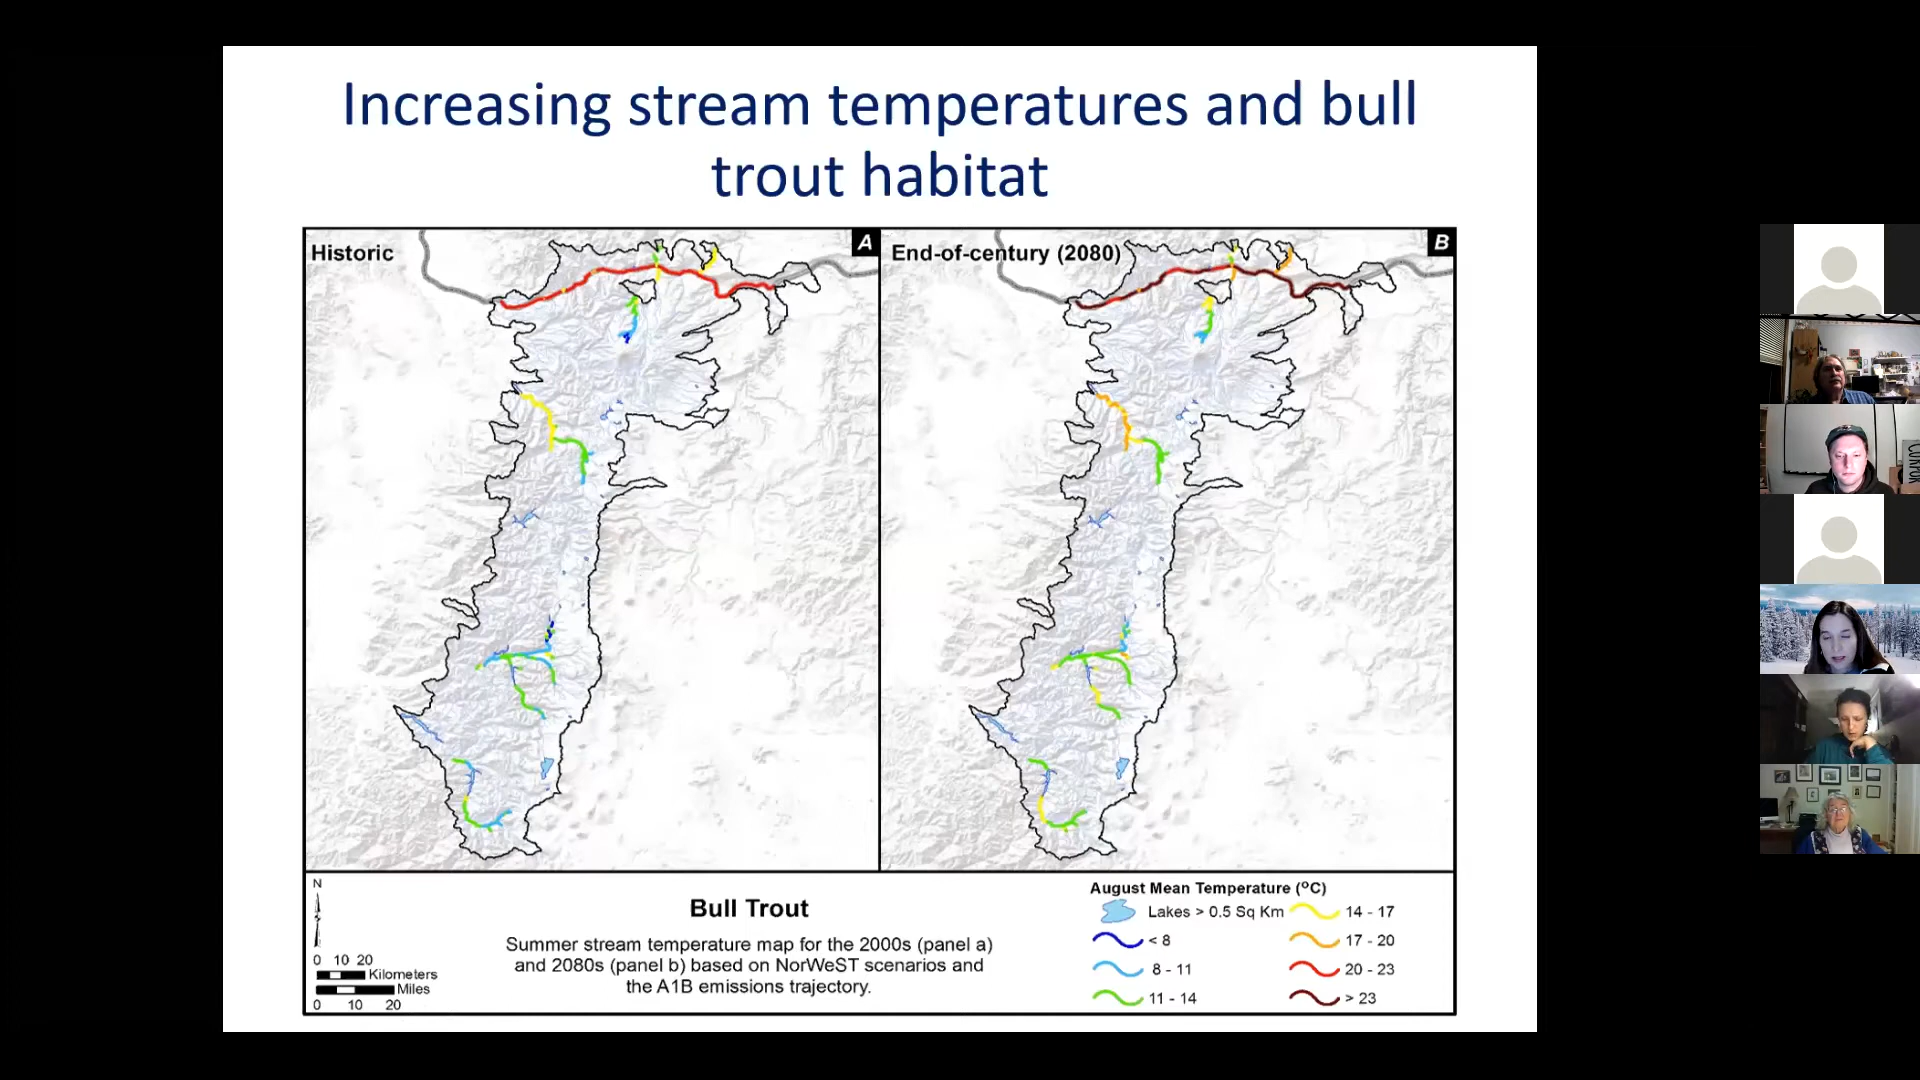 Increasing stream temperatures and bull
trout habitat
Historic
A
End-of-century (2080)
B
N
0 10 20
Kilometers
Miles
0 10 20
Bull Trout
Summer stream temperature map for the 2000s (panel a)
and 2080s (panel b) based on NorWeST scenarios and
the A1B emissions trajectory.
August Mean Temperature (ºC)
Lakes > 0.5 Sq Km
< 8
8 - 11
11 - 14
14 - 17
17 - 20
20 - 23
> 23